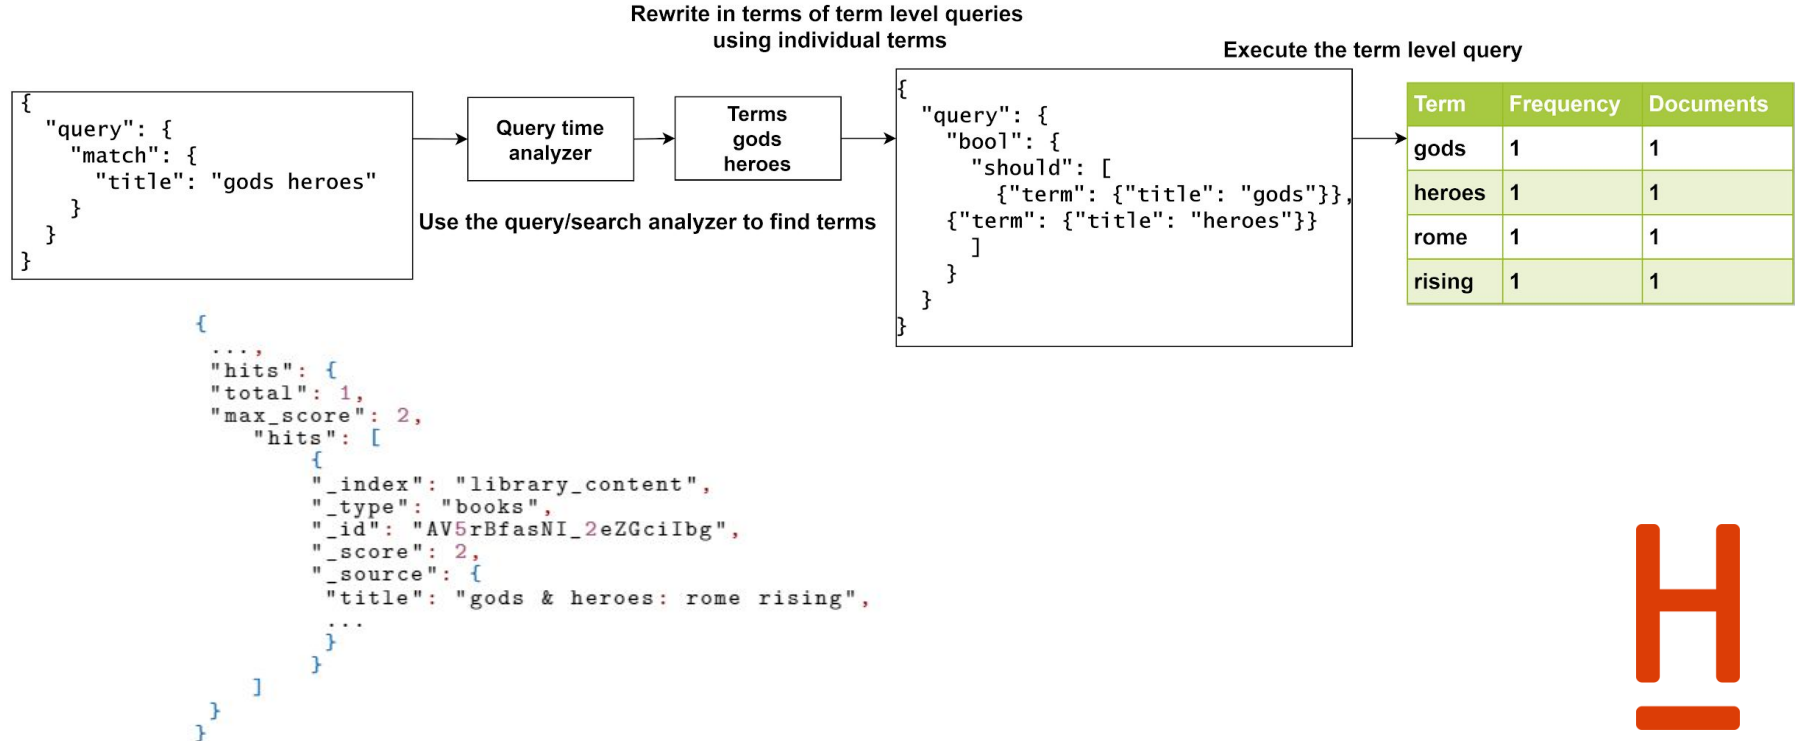 Rewrite in terms of term level queries
using individual terms
Execute the term level query
{
"query": {
"match": {
"title": "gods heroes"
}
}
}
Query time
analyzer
Terms
gods
heroes
Use the query/search analyzer to find terms
{
"query": {
"bool": {
"should": [
{"term": {"title": "gods"}},
{"term": {"title": "heroes"}}
]
}
}
}
Term Frequency Documents
gods 1 1
heroes 1 1
rome 1 1
rising 1 1
{
...,
"hits": {
"total": 1,
"max_score": 2,
"hits": [
{
"_index": "library_content",
"_type": "books",
"_id": "AV5rBfasNI_2eZGciIbg",
"_score": 2,
"_source": {
"title": "gods & heroes: rome rising",
...
}
}
]
}
}
H